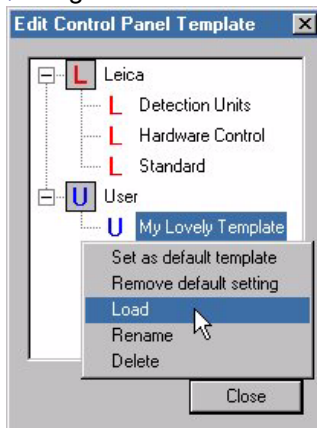 Edit Control Panel Template
L Leica
L Detection Units
L Hardware Control
L Standard
U User
U My Lovely Template
Set as default template
Remove default setting
Load
Rename
Delete
Close